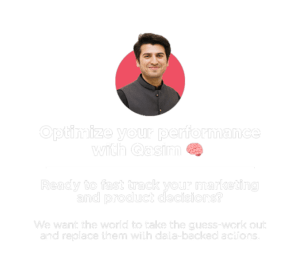 Optimize your performance
with Qasim 🧠
Ready to fast track your marketing
and product decisions?
We want the world to take the guess-work out
and replace them with data-backed actions.